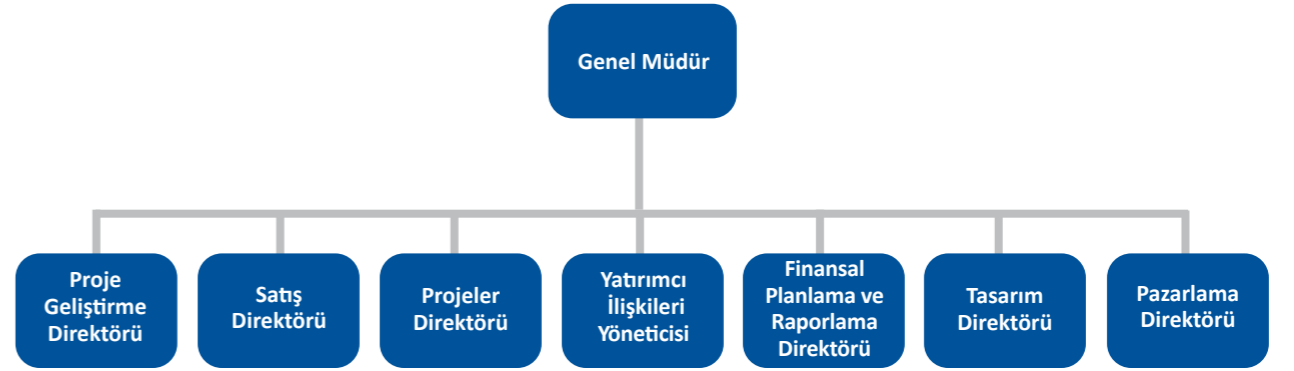 Genel Müdür
Proje
Geliştirme
Direktörü
Satış
Direktörü
Projeler
Direktörü
Yatırımcı
İlişkileri
Yöneticisi
Finansal
Planlama ve
Raporlama
Direktörü
Tasarım
Direktörü
Pazarlama
Direktörü